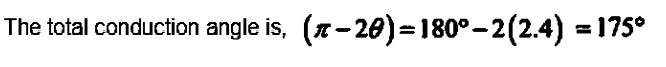 The total conduction angle is, (π − 2θ) = 180° − 2(2.4) = 175°